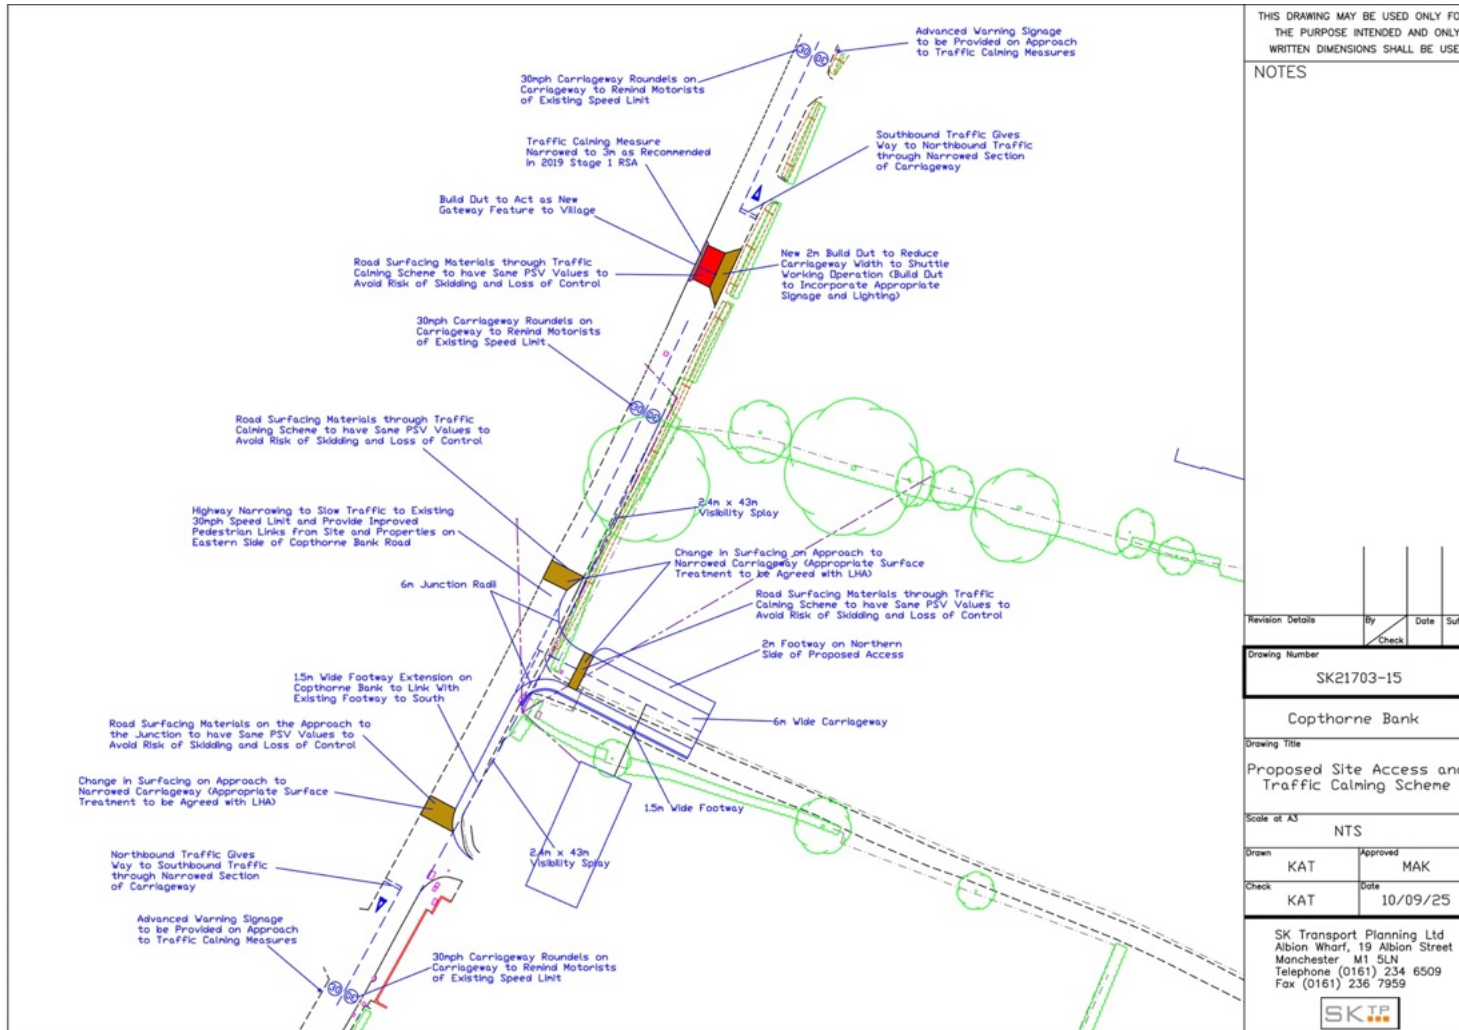 THIS DRAWING MAY BE USED ONLY FO
THE PURPOSE INTENDED AND ONLY
WRITTEN DIMENSIONS SHALL BE USE
NOTES
Advanced Warning Signage
to be Provided on Approach
to Traffic Calming Measures
30mph Carriageway Roundels on
Carriageway to Remind Motorists
of Existing Speed Limit
30
30
Traffic Calming Measure
Narrowed to 3m as Recommended
in 2019 Stage 1 RSA
Southbound Traffic Gives
Way to Northbound Traffic
through Narrowed Section
of Carriageway
Build Out to Act as New
Gateway Feature to Village
Road Surfacing Materials through Traffic
Calming Scheme to have Same PSV Values to
Avoid Risk of Skidding and Loss of Control
New 2m Build Out to Reduce
Carriageway Width to Shuttle
Working Operation (Build Out
to Incorporate Appropriate
Signage and Lighting)
30mph Carriageway Roundels on
Carriageway to Remind Motorists
of Existing Speed Limit
30
30
Road Surfacing Materials through Traffic
Calming Scheme to have Same PSV Values to
Avoid Risk of Skidding and Loss of Control
2.4m x 43m
Visibility Splay
Highway Narrowing to Slow Traffic to Existing
30mph Speed Limit and Provide Improved
Pedestrian Links from Site and Properties on
Eastern Side of Copthorne Bank Road
Change in Surfacing on Approach to
Narrowed Carriageway (Appropriate Surface
Treatment to be Agreed with LHA)
6m Junction Radii
Road Surfacing Materials through Traffic
Calming Scheme to have Same PSV Values to
Avoid Risk of Skidding and Loss of Control
2m Footway on Northern
Side of Proposed Access
1.5m Wide Footway Extension on
Copthorne Bank to Link With
Existing Footway to South
6m Wide Carriageway
Road Surfacing Materials on the Approach to
the Junction to have Same PSV Values to
Avoid Risk of Skidding and Loss of Control
Change in Surfacing on Approach to
Narrowed Carriageway (Appropriate Surface
Treatment to be Agreed with LHA)
1.5m Wide Footway
2.4m x 43m
Visibility Splay
Northbound Traffic Gives
Way to Southbound Traffic
through Narrowed Section
of Carriageway
Advanced Warning Signage
to be Provided on Approach
to Traffic Calming Measures
30mph Carriageway Roundels on
Carriageway to Remind Motorists
of Existing Speed Limit
30
30
Revision Details
By
Check
Date
Suf
Drawing Number
SK21703-15
Copthorne Bank
Drawing Title
Proposed Site Access and
Traffic Calming Scheme
Scale at A3
NTS
Drawn
KAT
Approved
MAK
Check
KAT
Date
10/09/25
SK Transport Planning Ltd
Albion Wharf, 19 Albion Street
Manchester M1 5LN
Telephone (0161) 234 6509
Fax (0161) 236 7959
SK TP